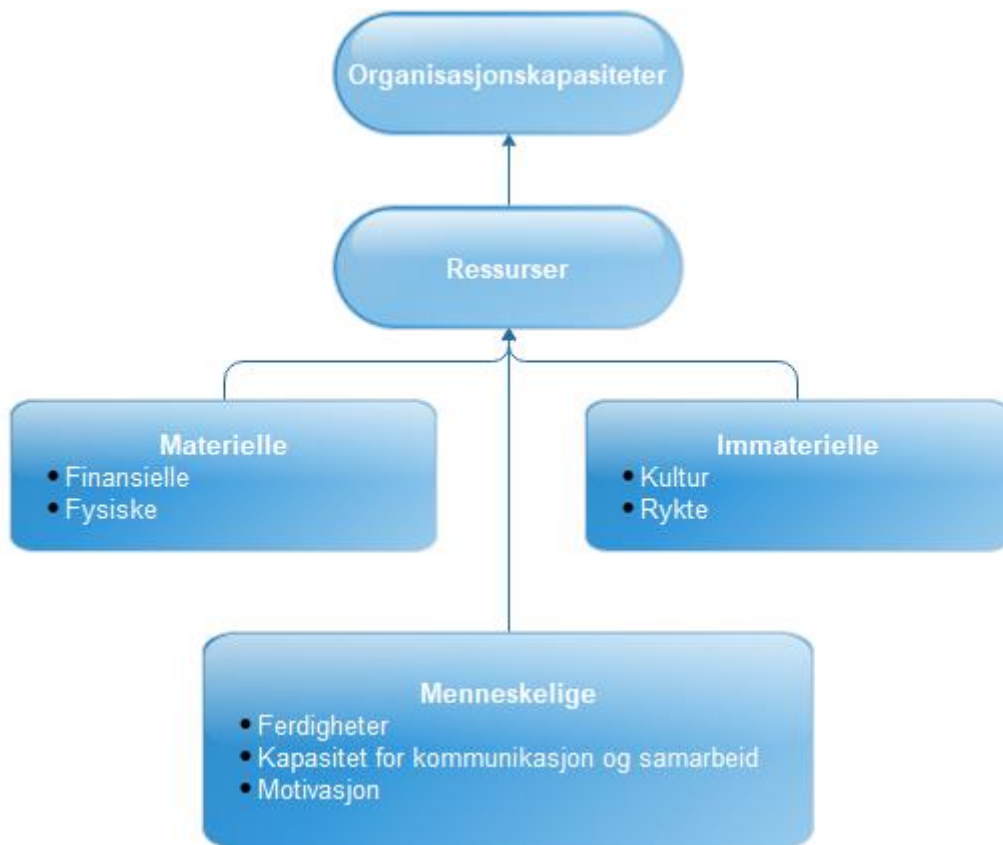 Organisasjonskapasiteter
Ressurser
Materielle
• Finansielle
• Fysiske
Immaterielle
• Kultur
• Rykte
Menneskelige
• Ferdigheter
• Kapasitet for kommunikasjon og samarbeid
• Motivasjon